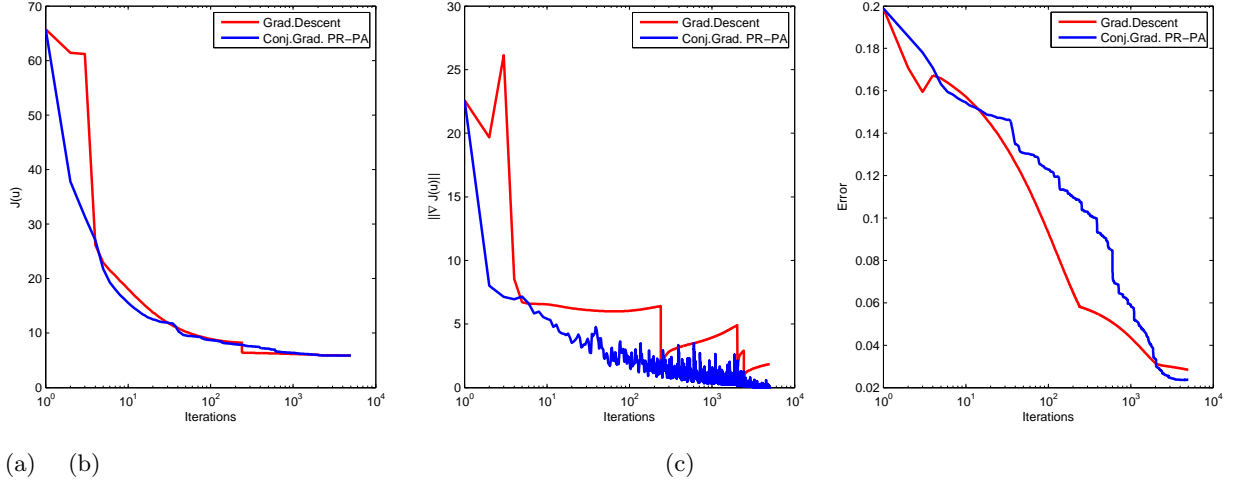 Grad.Descent
Conj.Grad. PR−PA
70
60
50
40
30
20
10
0
J(u)
10^0 10^1 10^2 10^3 10^4
Iterations
Grad.Descent
Conj.Grad. PR−PA
30
25
20
15
10
5
0
||∇ J(u)||
10^0 10^1 10^2 10^3 10^4
Iterations
Grad.Descent
Conj.Grad. PR−PA
0.2
0.18
0.16
0.14
0.12
0.1
0.08
0.06
0.04
0.02
Error
10^0 10^1 10^2 10^3 10^4
Iterations
(a) (b) (c)